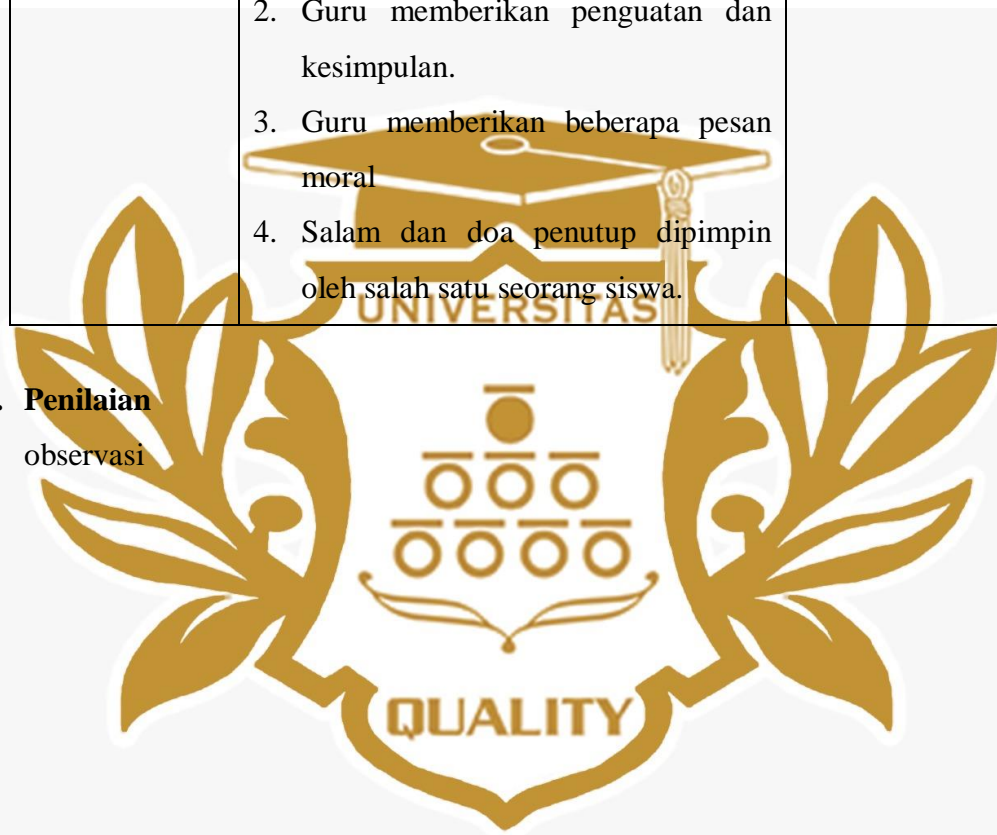 2. Guru memberikan penguatan dan
kesimpulan.
3. Guru memberikan beberapa pesan
moral
4. Salam dan doa penutup dipimpin
oleh salah satu seorang siswa.
UNIVERSITAS
. Penilaian
observasi
QUALITY